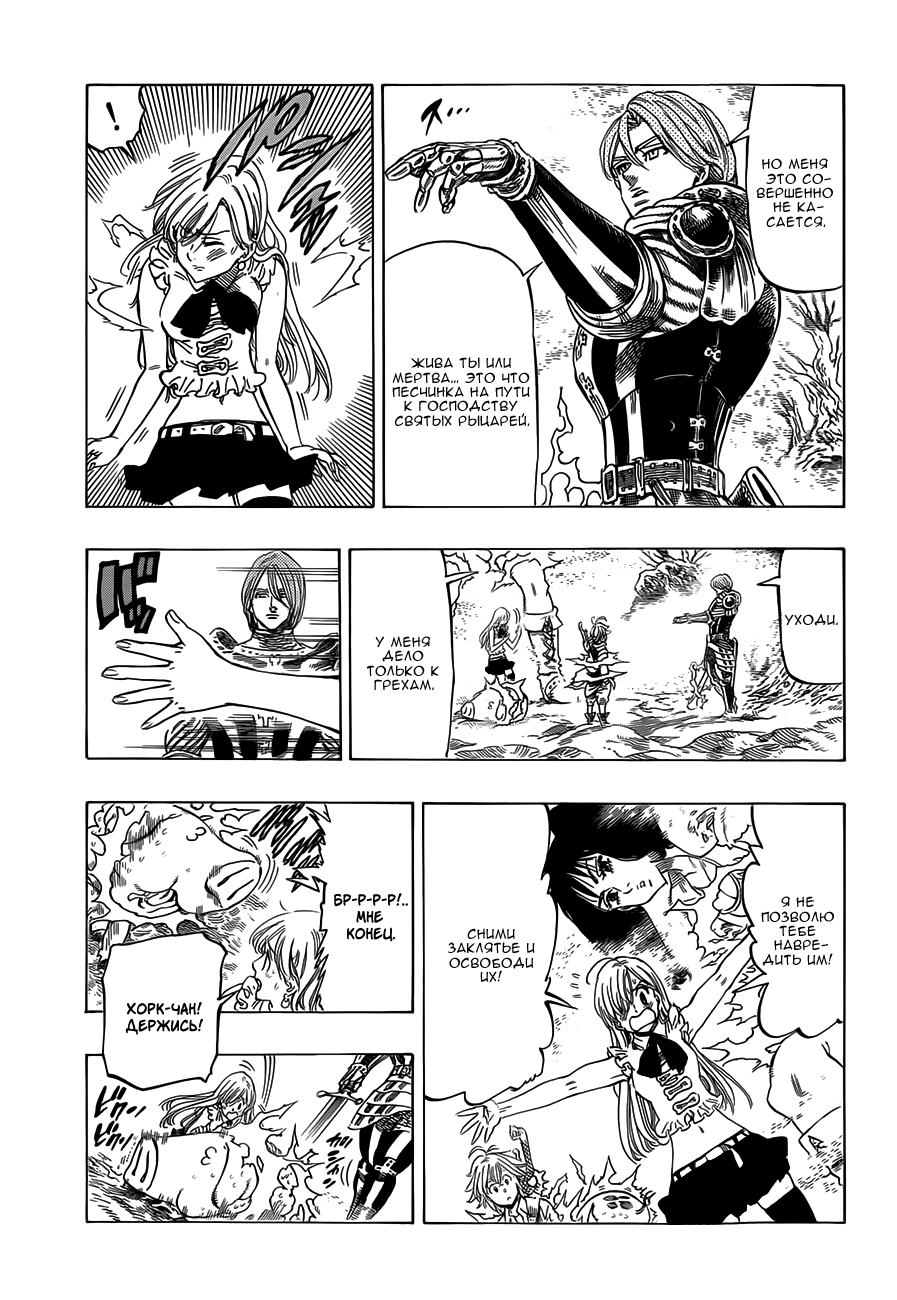 НО МЕНЯ
ЭТО СО-
ВЕРШЕННО
НЕ КА-
САЕТСЯ.
ЖИВА ТЫ ИЛИ
МЕРТВА... ЭТО ЧТО
ПЕСЧИНКА НА ПУТИ
К ГОСПОДСТВУ
СВЯТЫХ РЫЦАРЕЙ.
!
УХОДИ.
У МЕНЯ
ДЕЛО
ТОЛЬКО К
ГРЕХАМ.
Я НЕ
ПОЗВОЛЮ
ТЕБЕ
НАВРЕ-
ДИТЬ ИМ!
СНИМИ
ЗАКЛЯТЬЕ И
ОСВОБОДИ
ИХ!
БР-Р-Р-Р!..
МНЕ
КОНЕЦ.
ХОРК-ЧАН!
ДЕРЖИСЬ!